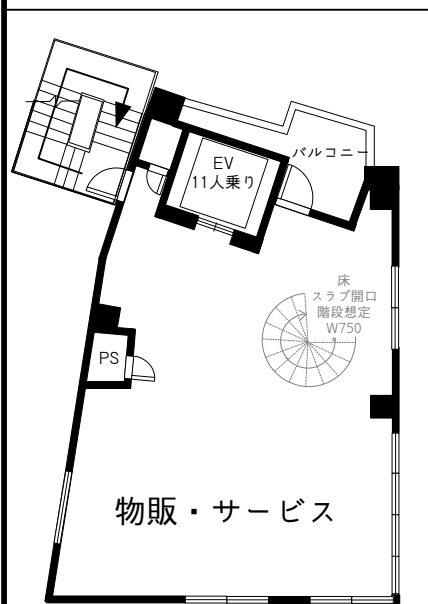 EV
11人乗り
バルコニー
床
スラブ開口
階段想定
W750
PS
物販・サービス